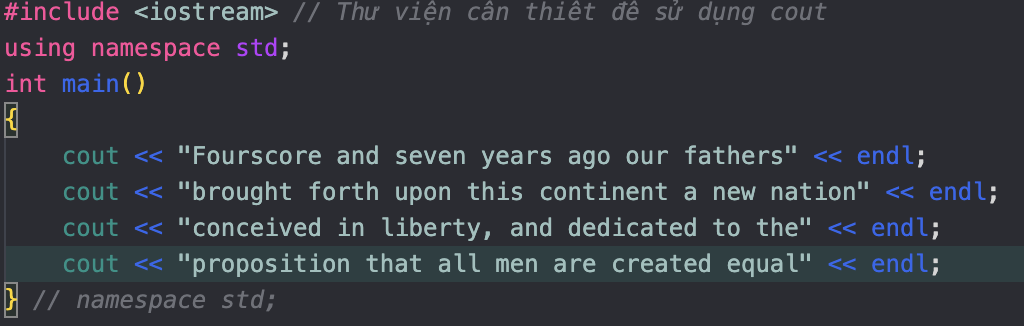 #include <iostream> // Thư viện cần thiết để sử dụng cout
using namespace std;
int main()
{
    cout << "Fourscore and seven years ago our fathers" << endl;
    cout << "brought forth upon this continent a new nation" << endl;
    cout << "conceived in liberty, and dedicated to the" << endl;
    cout << "proposition that all men are created equal" << endl;
} // namespace std;